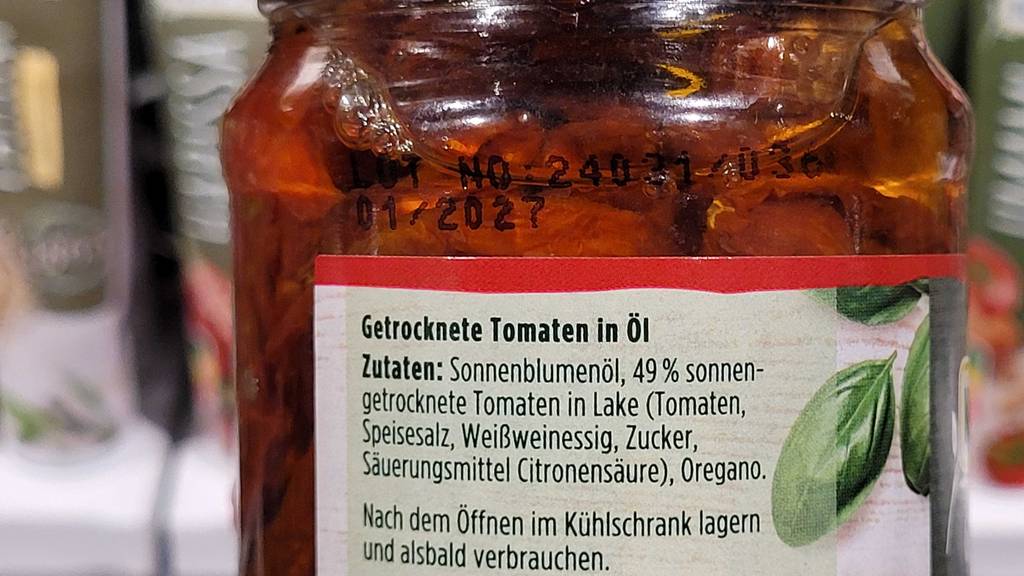 LOT NO:240314036
01/2027
Getrocknete Tomaten in Öl
Zutaten: Sonnenblumenöl, 49 % sonnen-
getrocknete Tomaten in Lake (Tomaten,
Speisesalz, Weißweinessig, Zucker,
Säuerungsmittel Citronensäure), Oregano.
Nach dem Öffnen im Kühlschrank lagern
und alsbald verbrauchen.